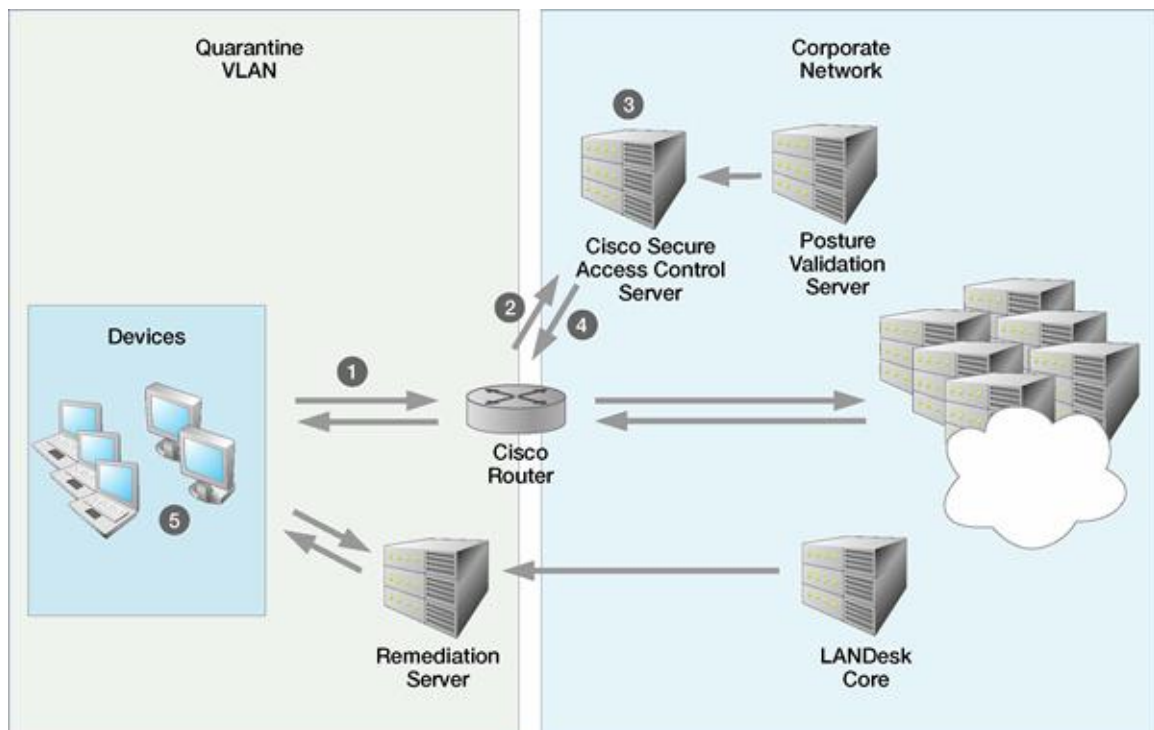 Quarantine
VLAN
Corporate
Network
3
Cisco Secure
Access Control
Server
Posture
Validation
Server
2
4
Devices
1
Cisco
Router
5
Remediation
Server
LANDesk
Core